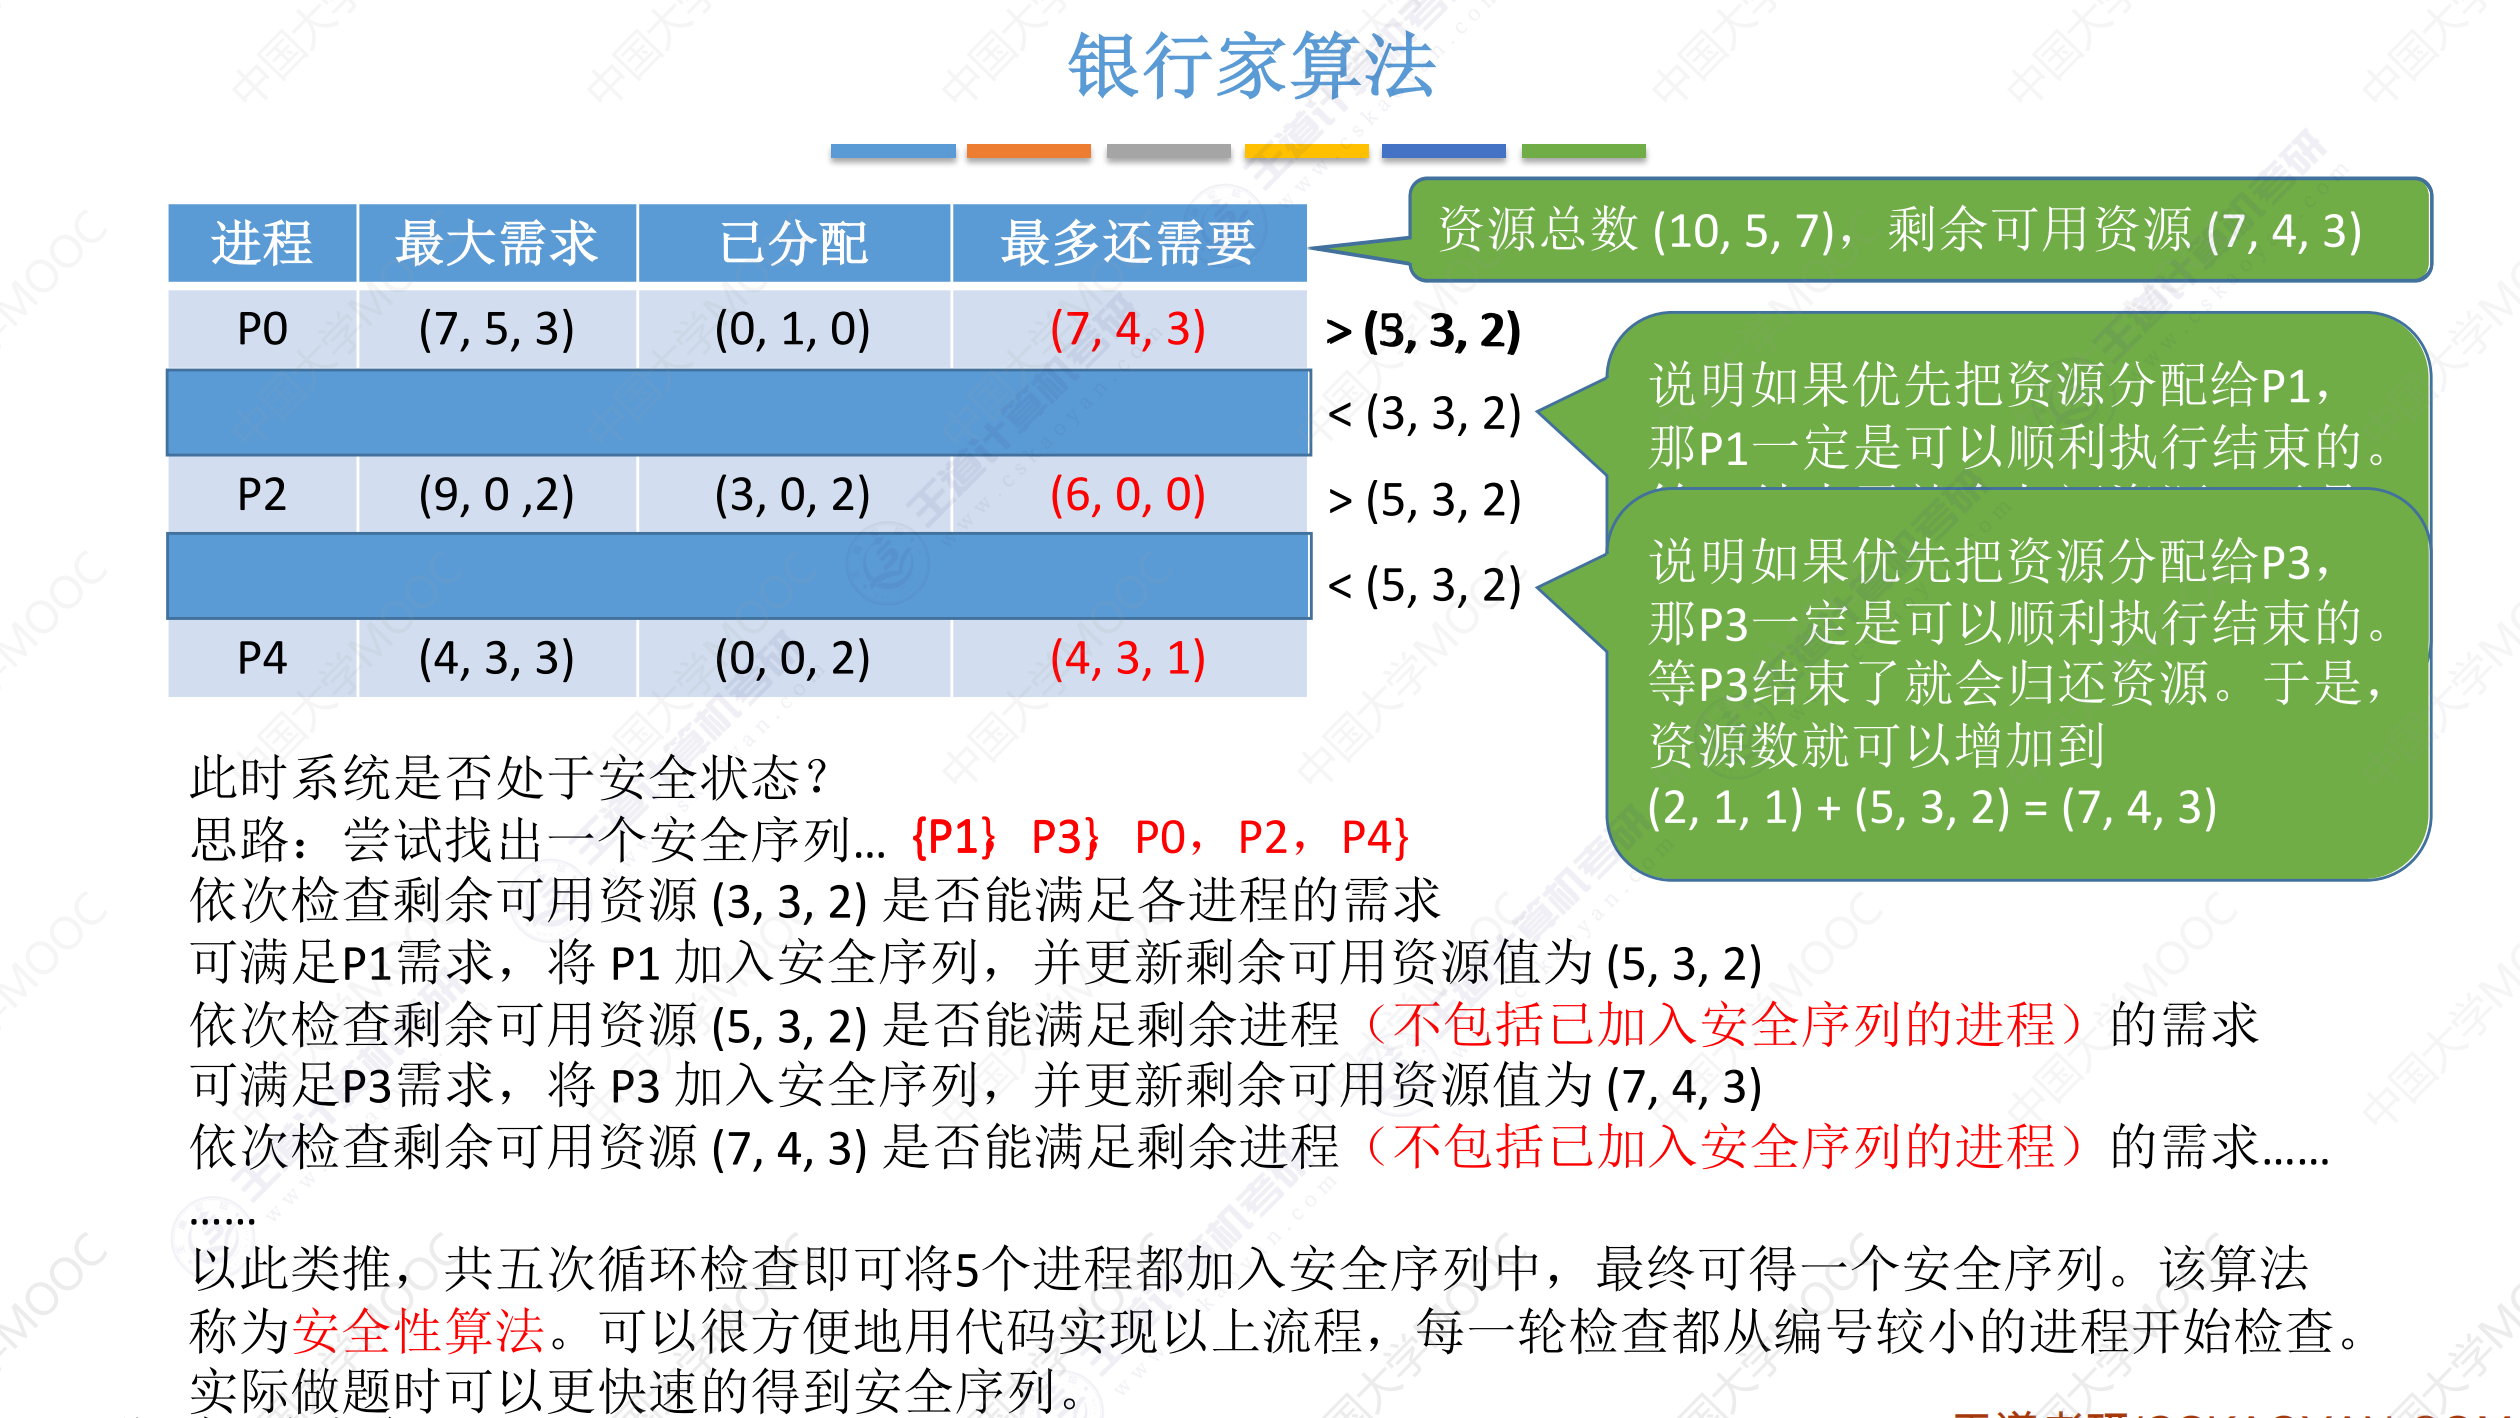 银行家算法
资源总数 (10, 5, 7)，剩余可用资源 (7, 4, 3)
进程 最大需求 已分配 最多还需要
P0 (7, 5, 3) (0, 1, 0) (7, 4, 3) > (5, 3, 2)
< (3, 3, 2)
P2 (9, 0 ,2) (3, 0, 2) (6, 0, 0) > (5, 3, 2)
< (5, 3, 2)
P4 (4, 3, 3) (0, 0, 2) (4, 3, 1)
说明如果优先把资源分配给P1，
那P1一定是可以顺利执行结束的。
说明如果优先把资源分配给P3，
那P3一定是可以顺利执行结束的。
等P3结束了就会归还资源。于是，
资源数就可以增加到
(2, 1, 1) + (5, 3, 2) = (7, 4, 3)
此时系统是否处于安全状态？
思路：尝试找出一个安全序列... {P1} P3} P0，P2，P4}
依次检查剩余可用资源 (3, 3, 2) 是否能满足各进程的需求
可满足P1需求，将 P1 加入安全序列，并更新剩余可用资源值为 (5, 3, 2)
依次检查剩余可用资源 (5, 3, 2) 是否能满足剩余进程（不包括已加入安全序列的进程）的需求
可满足P3需求，将 P3 加入安全序列，并更新剩余可用资源值为 (7, 4, 3)
依次检查剩余可用资源 (7, 4, 3) 是否能满足剩余进程（不包括已加入安全序列的进程）的需求……
……
以此类推，共五次循环检查即可将5个进程都加入安全序列中，最终可得一个安全序列。该算法
称为安全性算法。可以很方便地用代码实现以上流程，每一轮检查都从编号较小的进程开始检查。
实际做题时可以更快速的得到安全序列。